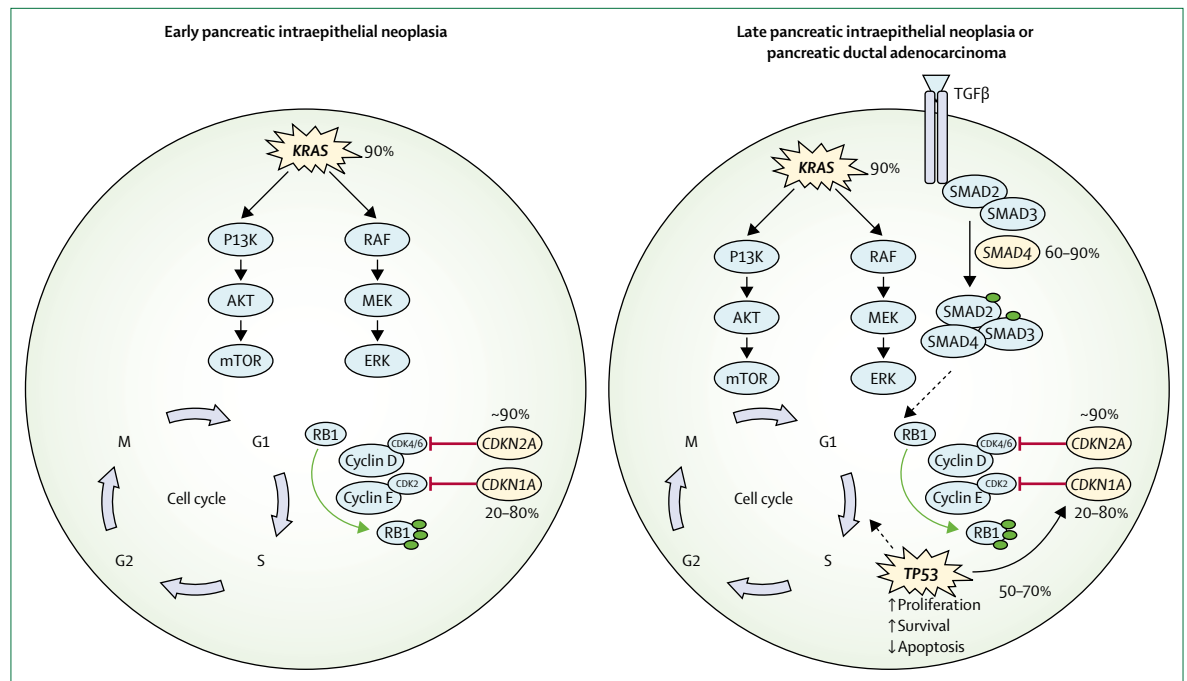 Early pancreatic intraepithelial neoplasia
KRAS
90%
P13K
RAF
AKT
MEK
mTOR
ERK
~90%
M
G1
RB1
CDK4/6
CDKN2A
Cyclin D
Cell cycle
CDK2
CDKN1A
Cyclin E
20–80%
RB1
G2
S
Late pancreatic intraepithelial neoplasia or
pancreatic ductal adenocarcinoma
TGFβ
KRAS
90%
SMAD2
SMAD3
P13K
RAF
SMAD4
60–90%
AKT
MEK
SMAD2
SMAD3
SMAD4
mTOR
ERK
~90%
M
G1
RB1
CDK4/6
CDKN2A
Cyclin D
Cell cycle
CDK2
CDKN1A
Cyclin E
20–80%
RB1
G2
S
TP53
50–70%
↑Proliferation
↑Survival
↓Apoptosis